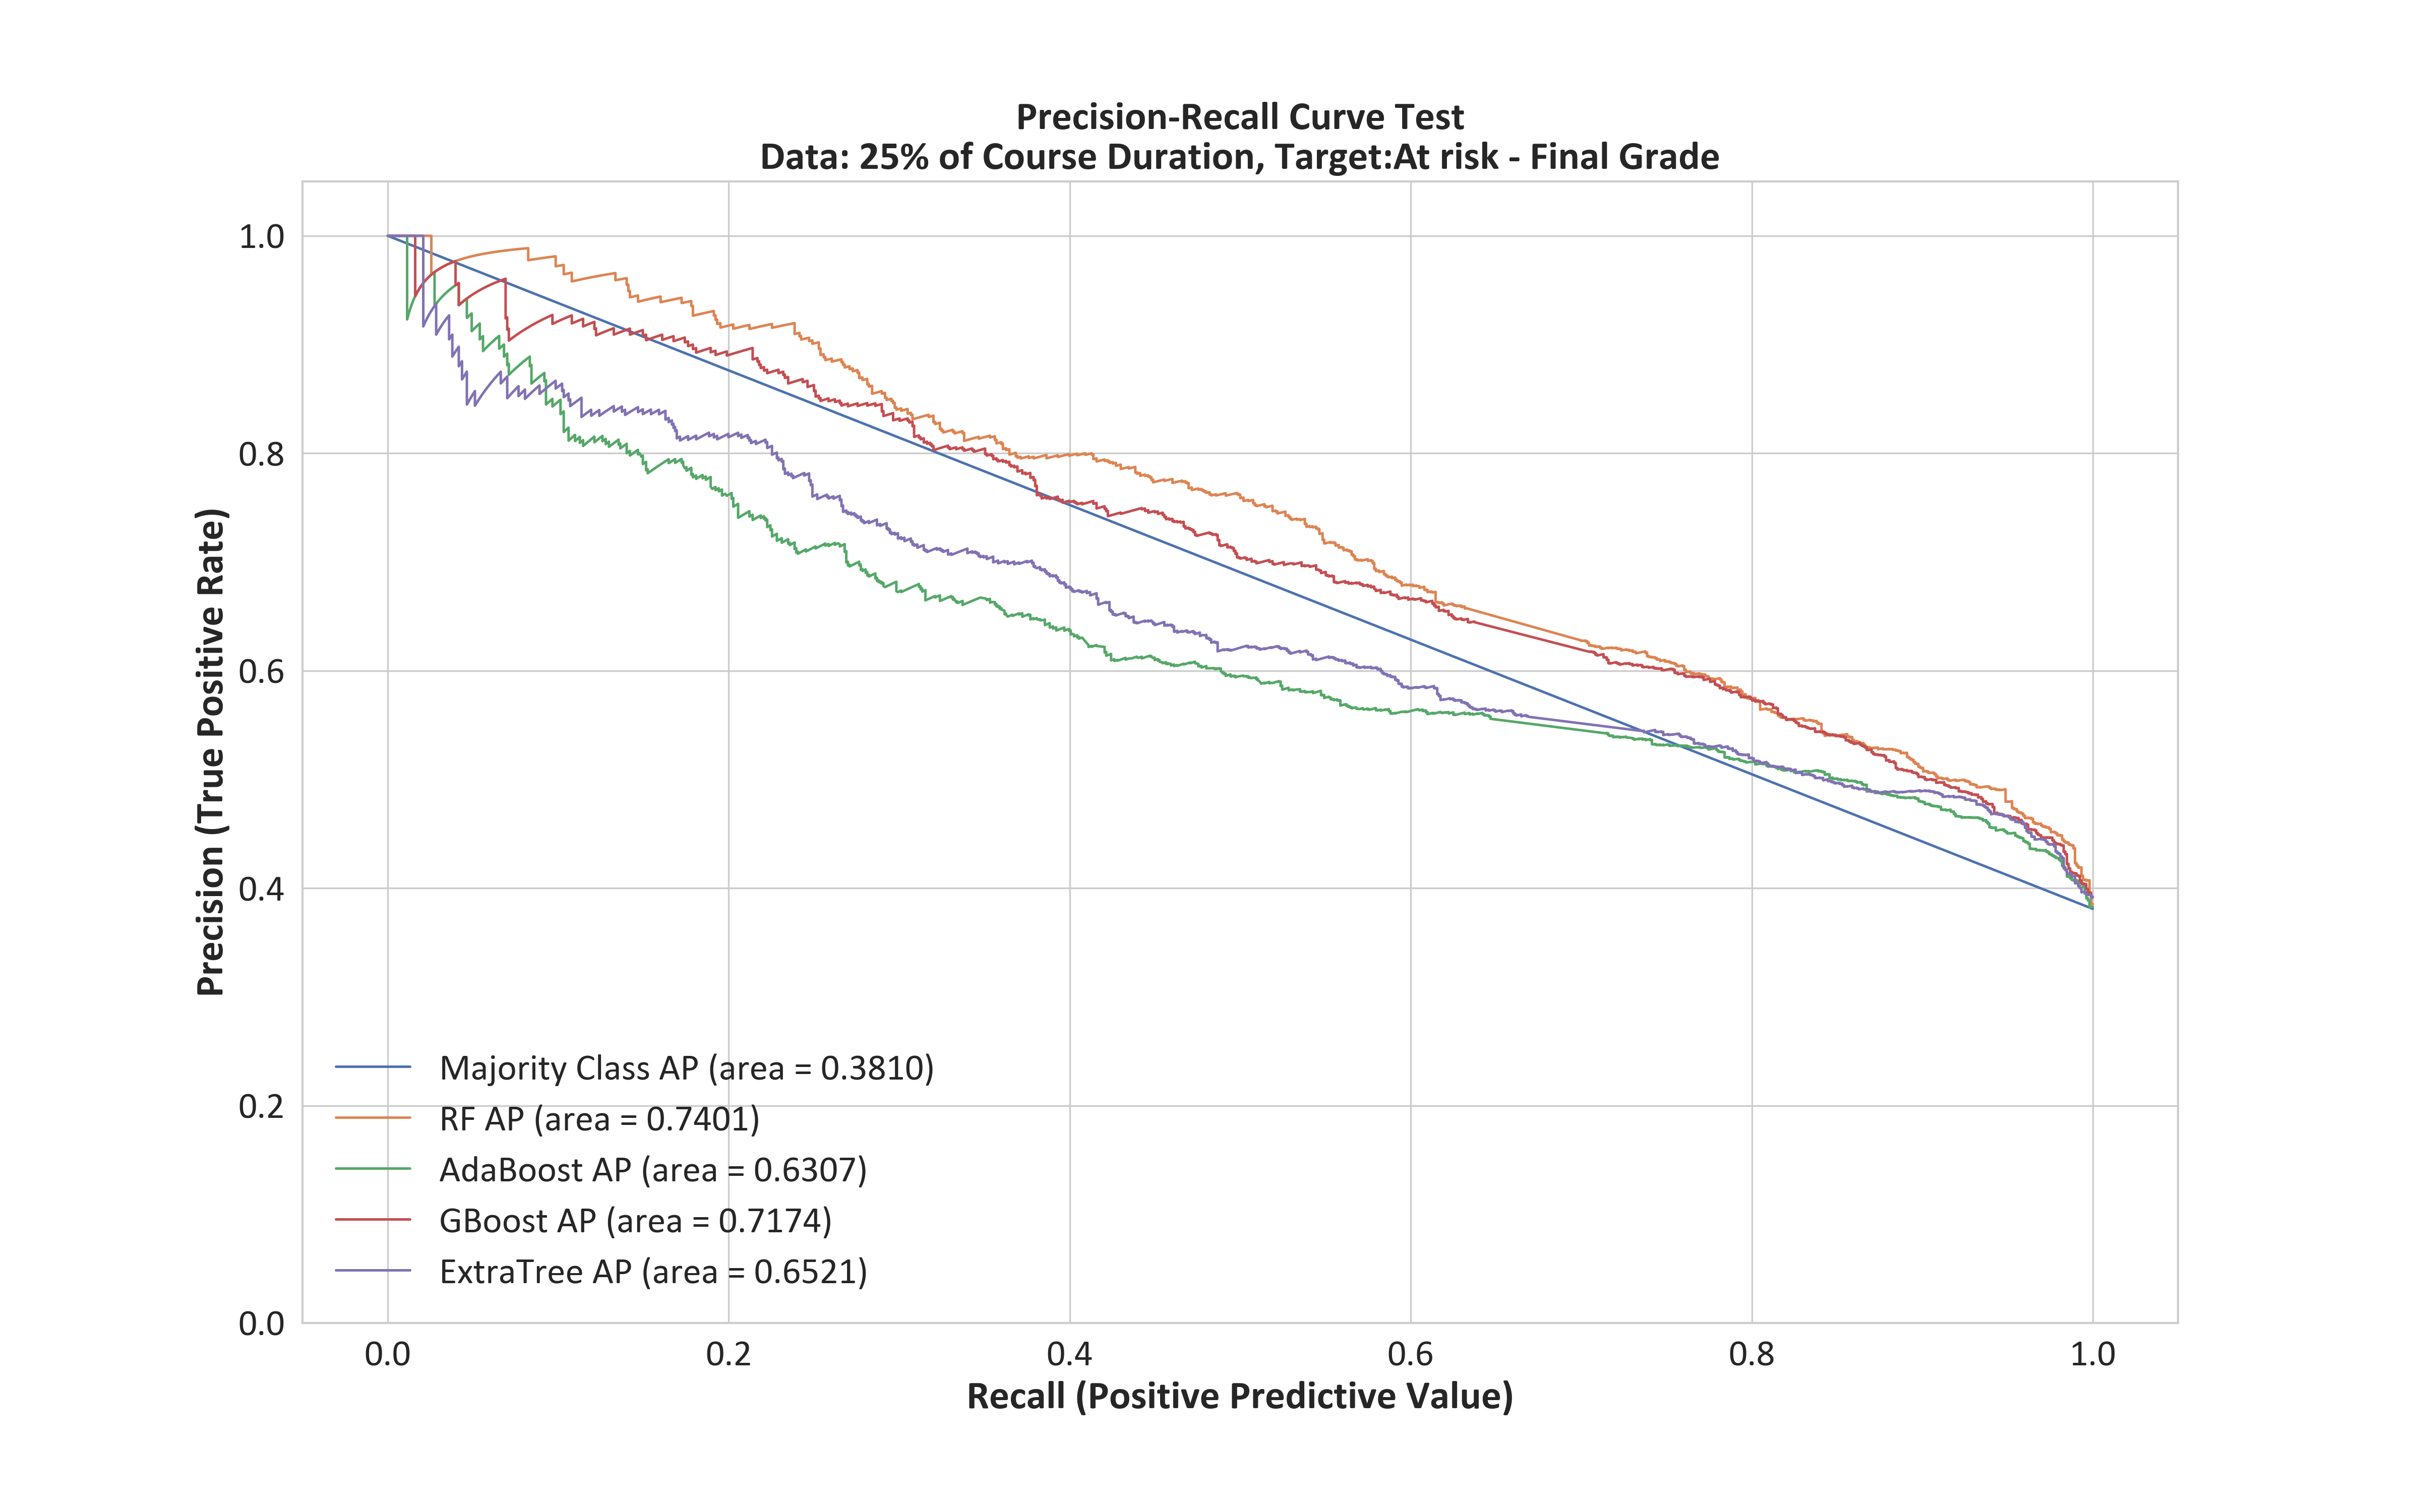 Precision-Recall Curve Test
Data: 25% of Course Duration, Target:At risk - Final Grade
Precision (True Positive Rate)
1.0
0.8
0.6
0.4
0.2
0.0
Majority Class AP (area = 0.3810)
RF AP (area = 0.7401)
AdaBoost AP (area = 0.6307)
GBoost AP (area = 0.7174)
ExtraTree AP (area = 0.6521)
0.0 0.2 0.4 0.6 0.8 1.0
Recall (Positive Predictive Value)